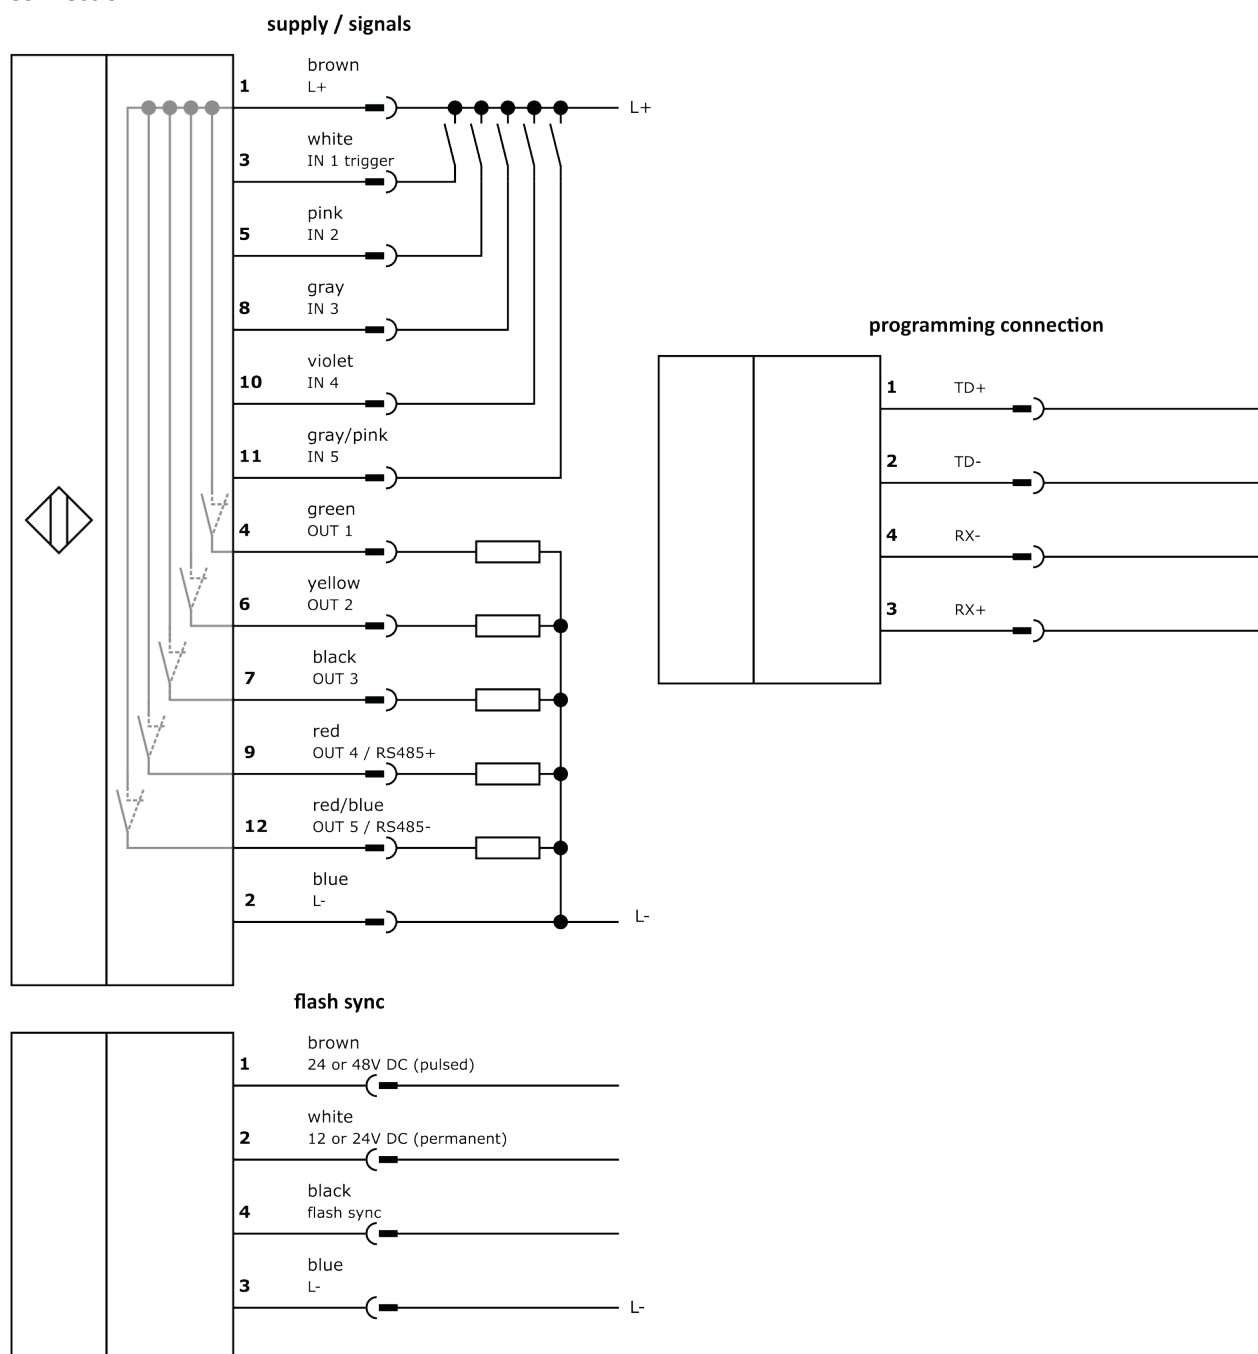 supply / signals
brown
1
L+
L+
white
3
IN 1 trigger
pink
5
IN 2
gray
8
IN 3
violet
10
IN 4
gray/pink
11
IN 5
green
4
OUT 1
yellow
6
OUT 2
black
7
OUT 3
red
9
OUT 4 / RS485+
red/blue
12
OUT 5 / RS485-
blue
2
L-
L-
programming connection
1
TD+
2
TD-
4
RX-
3
RX+
flash sync
brown
1
24 or 48V DC (pulsed)
white
2
12 or 24V DC (permanent)
black
4
flash sync
blue
3
L-
L-